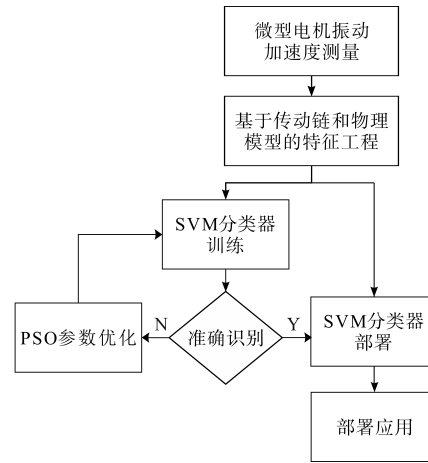 微型电机振动
加速度测量
基于传动链和物理
模型的特征工程
SVM分类器
训练
PSO参数优化
N
准确识别
Y
SVM分类器
部署
部署应用